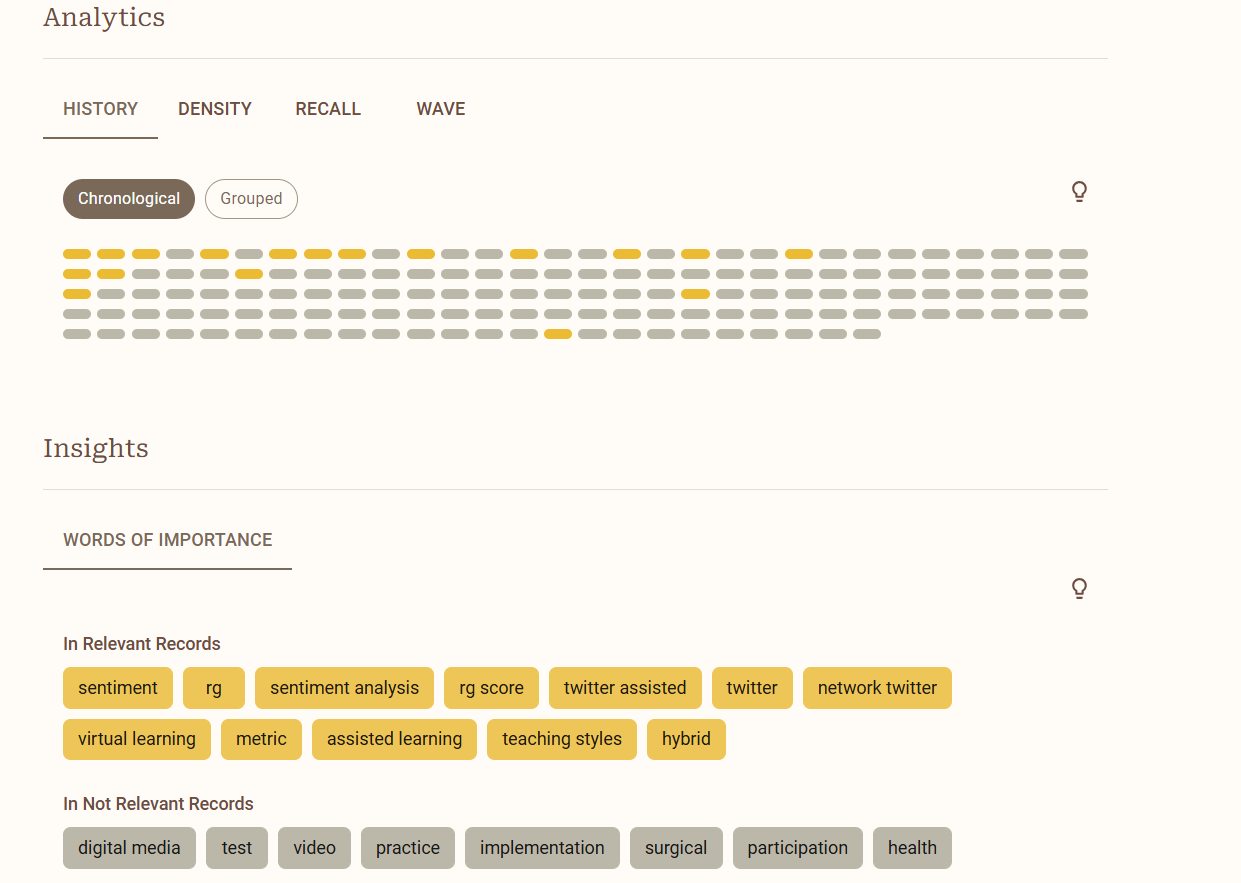 Analytics
HISTORY DENSITY RECALL WAVE
Chronological Grouped
Insights
WORDS OF IMPORTANCE
In Relevant Records
sentiment rg sentiment analysis rg score twitter assisted twitter network twitter
virtual learning metric assisted learning teaching styles hybrid
In Not Relevant Records
digital media test video practice implementation surgical participation health